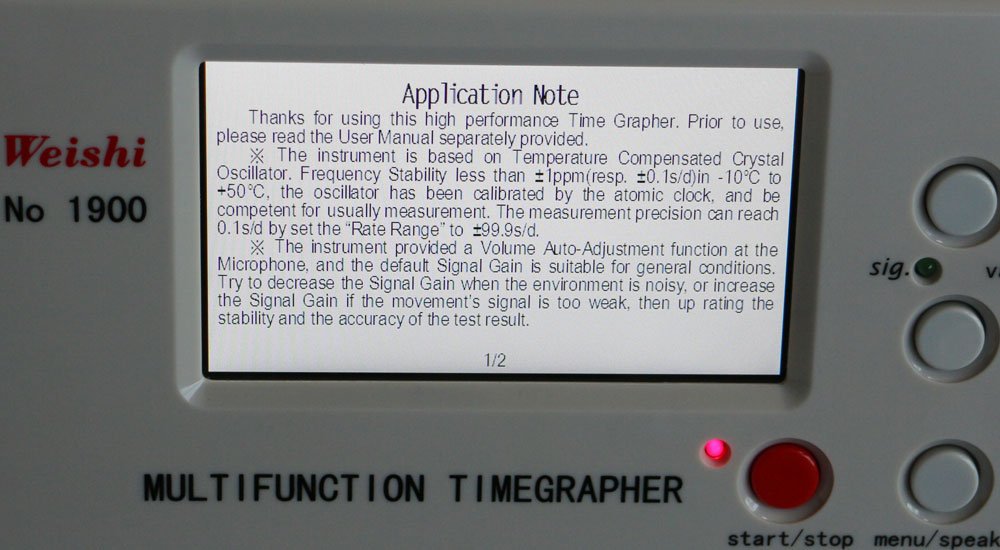 Weishi
No 1900
Application Note
Thanks for using this high performance Time Grapher. Prior to use,
please read the User Manual separately provided.
※ The instrument is based on Temperature Compensated Crystal
Oscillator. Frequency Stability less than ±1ppm(resp. ±0.1s/d)in -10℃ to
+50℃, the oscillator has been calibrated by the atomic clock, and be
competent for usually measurement. The measurement precision can reach
0.1s/d by set the “Rate Range” to ±99.9s/d.
※ The instrument provided a Volume Auto-Adjustment function at the
Microphone, and the default Signal Gain is suitable for general conditions.
Try to decrease the Signal Gain when the environment is noisy, or increase
the Signal Gain if the movement's signal is too weak, then up rating the
stability and the accuracy of the test result.
1/2
sig.
MULTIFUNCTION TIMEGRAPHER
start/stop
menu/speak